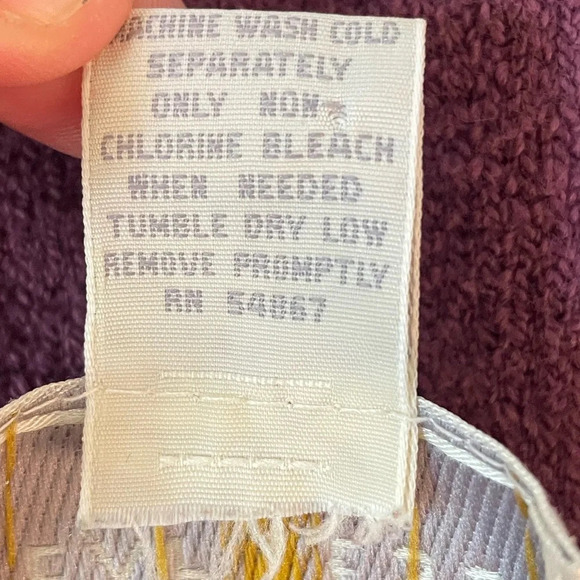 MACHINE WASH COLD
SEPARATELY
ONLY NON
CHLORINE BLEACH
WHEN NEEDED
TUMBLE DRY LOW
REMOVE PROMPTLY
RN 54867